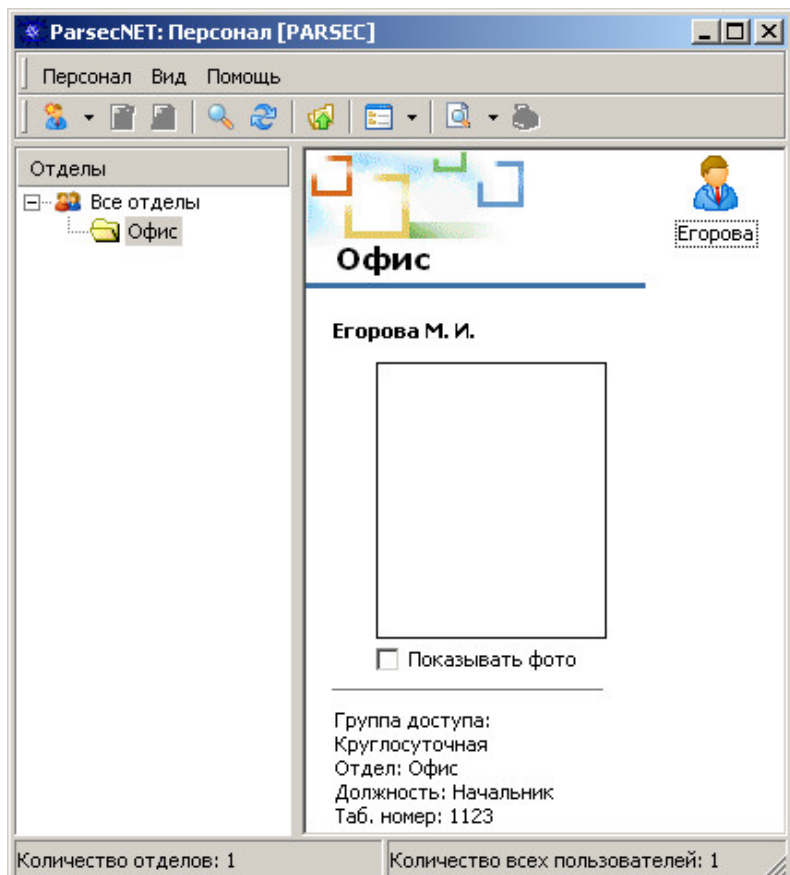 ParsecNET: Персонал [PARSEC]
Персонал Вид Помощь
Отделы
Все отделы
Офис
Офис
Егорова
Егорова М. И.
Показывать фото
Группа доступа:
Круглосуточная
Отдел: Офис
Должность: Начальник
Таб. номер: 1123
Количество отделов: 1
Количество всех пользователей: 1